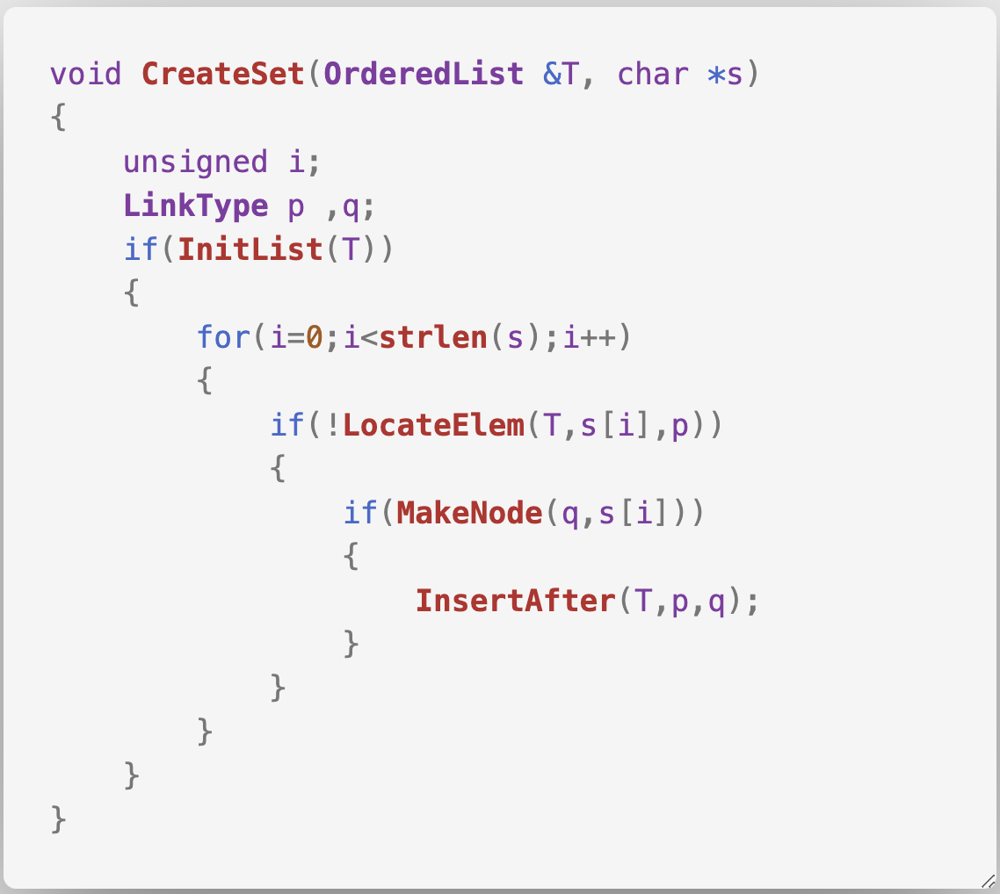 void CreateSet(OrderedList &T, char *s)
{
    unsigned i;
    LinkType p ,q;
    if(InitList(T))
    {
        for(i=0;i<strlen(s);i++)
        {
            if(!LocateElem(T,s[i],p))
            {
                if(MakeNode(q,s[i]))
                {
                    InsertAfter(T,p,q);
                }
            }
        }
    }
}